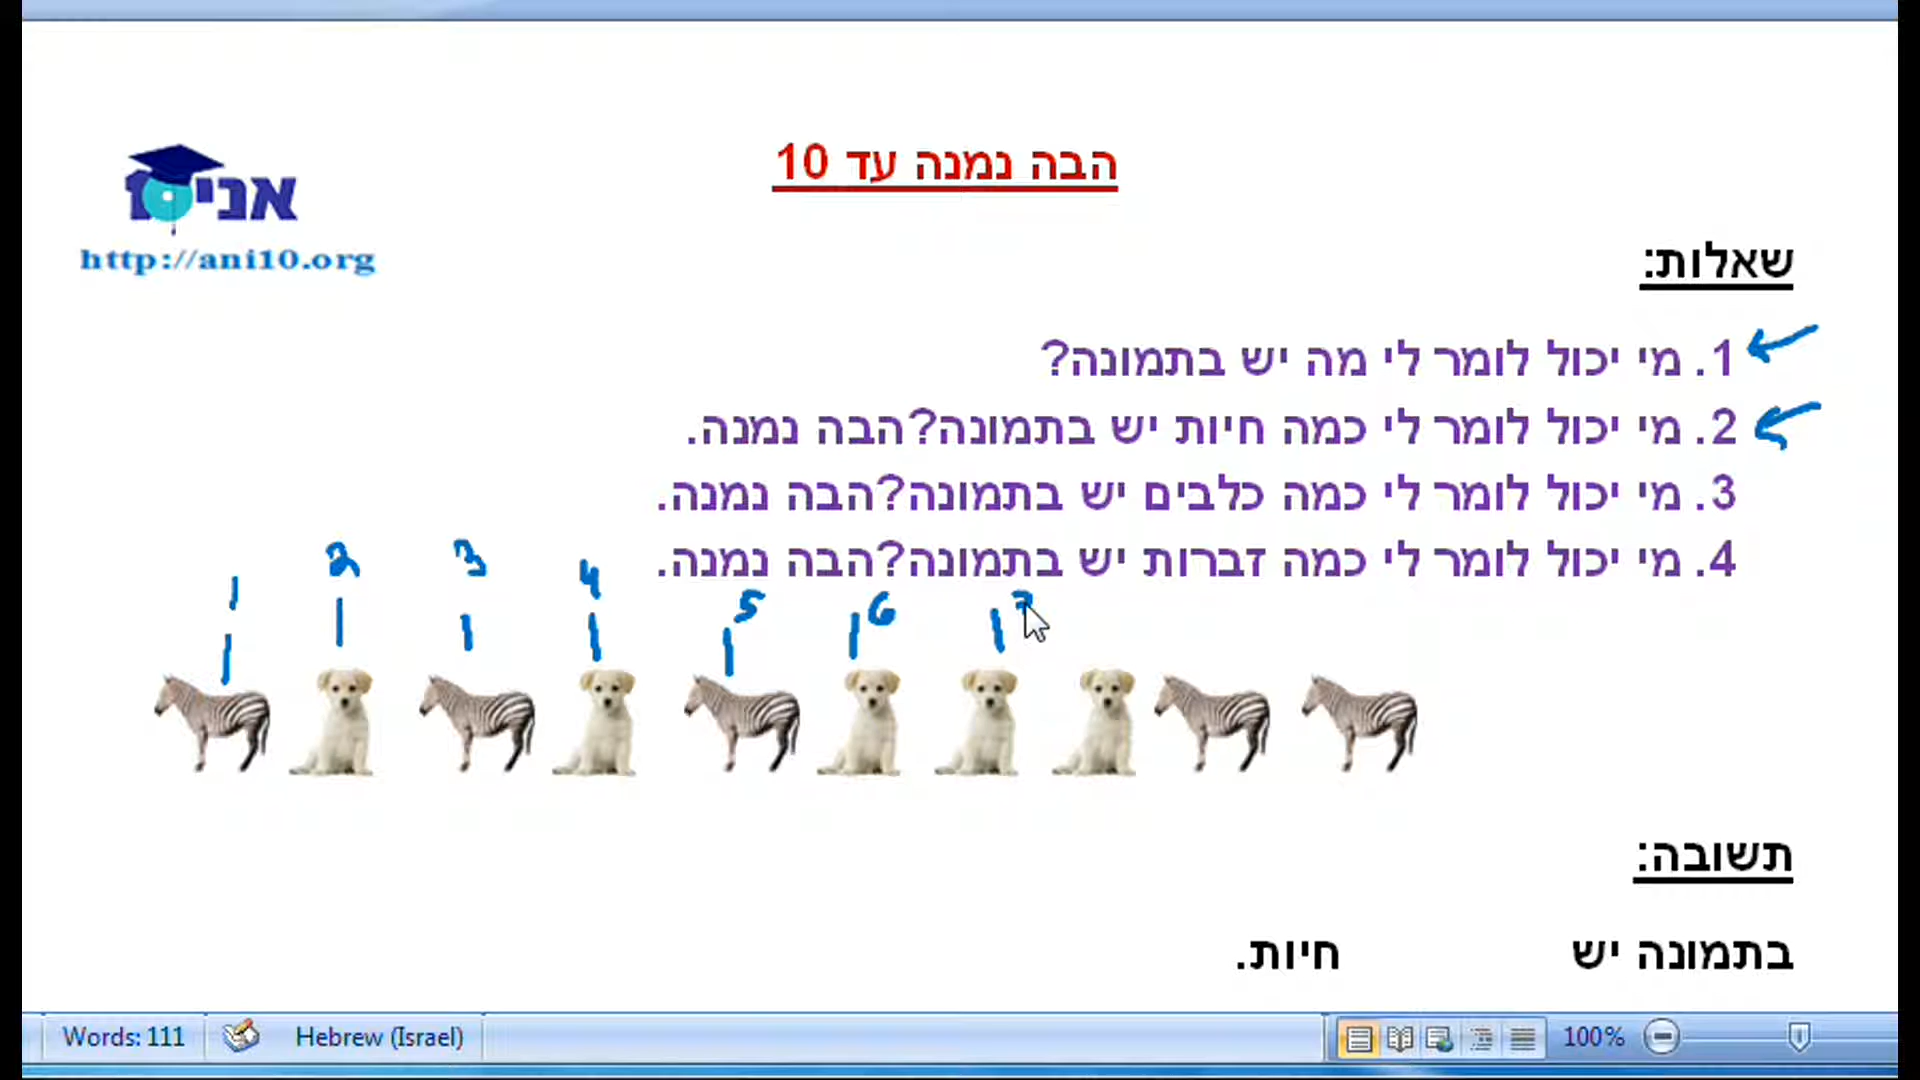 הבה נמנה עד 10
אני10
http://ani10.org
שאלות:
1. מי יכול לומר לי מה יש בתמונה?
2. מי יכול לומר לי כמה חיות יש בתמונה?הבה נמנה.
3. מי יכול לומר לי כמה כלבים יש בתמונה?הבה נמנה.
4. מי יכול לומר לי כמה זברות יש בתמונה?הבה נמנה.
1 2 3 4 5 6 7
תשובה:
בתמונה יש חיות.
Words: 111 Hebrew (Israel) 100%